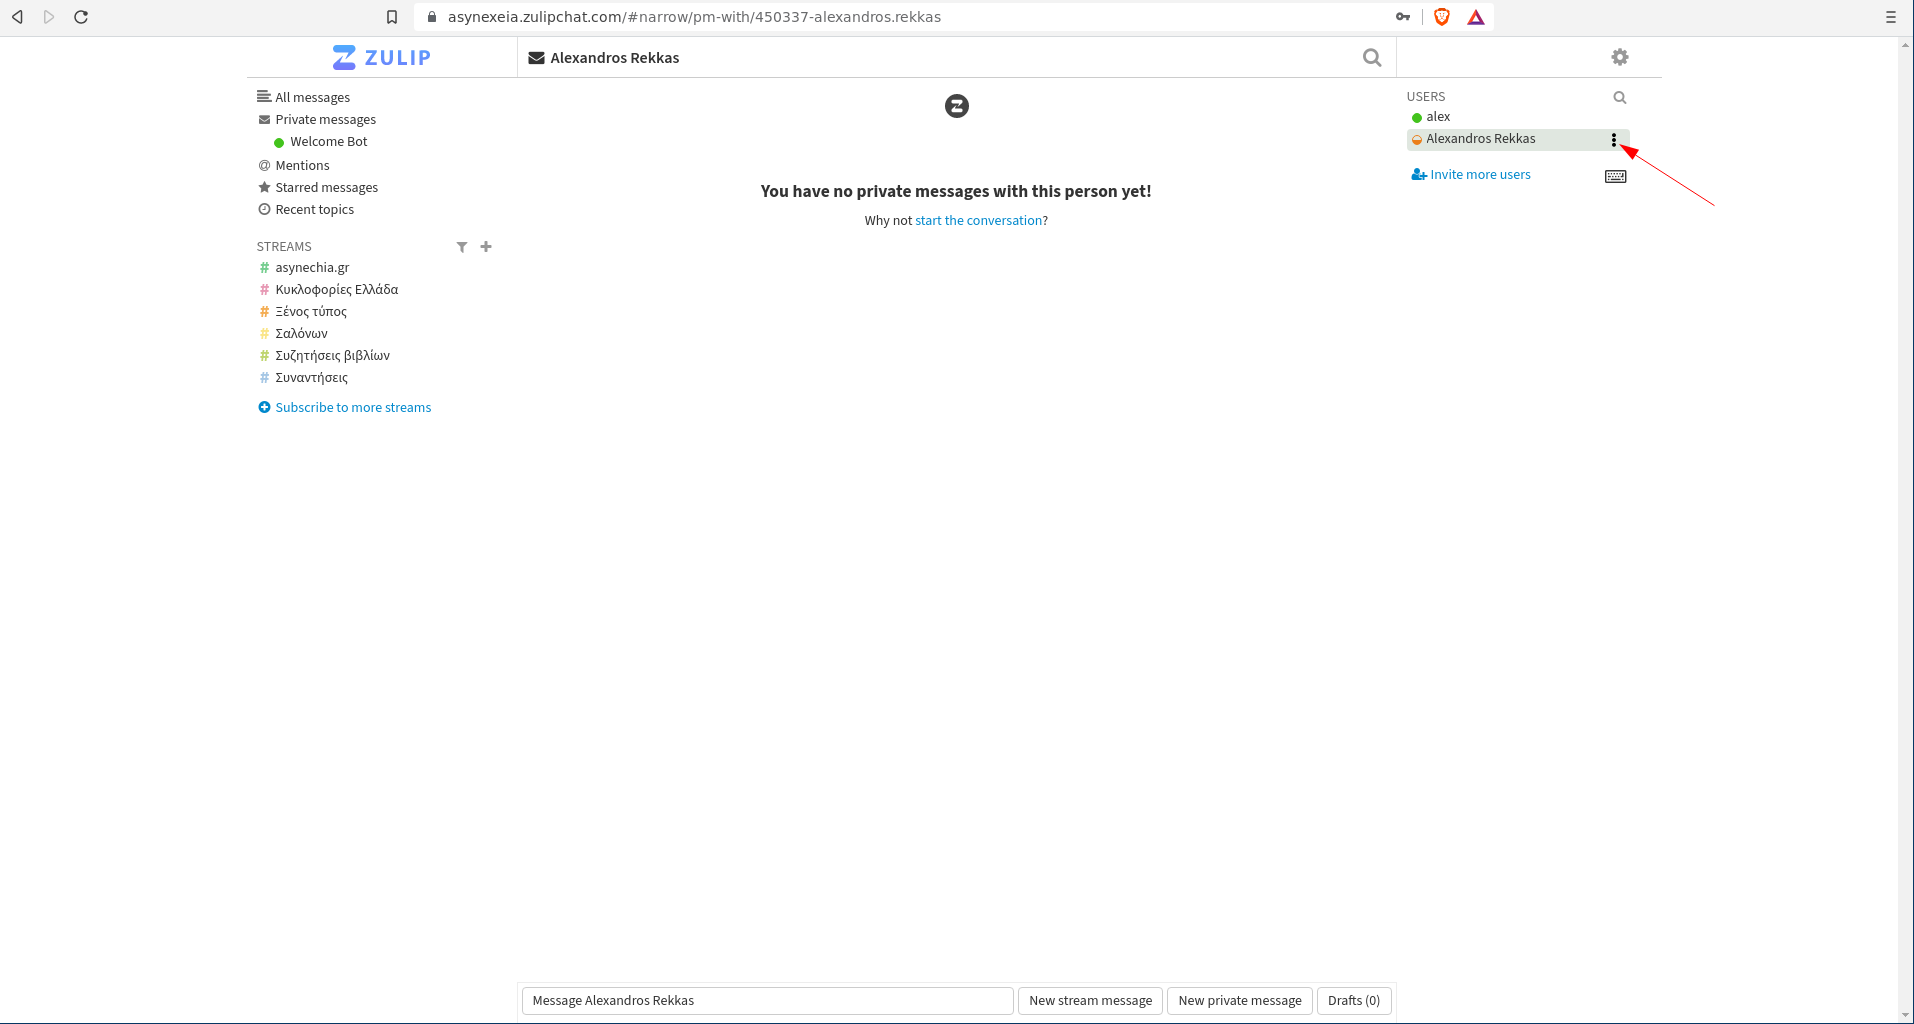 asynexeia.zulipchat.com/#narrow/pm-with/450337-alexandros.rekkas
ZULIP
Alexandros Rekkas
All messages
Private messages
Welcome Bot
Mentions
Starred messages
Recent topics
STREAMS
# asynechia.gr
# Κυκλοφορίες Ελλάδα
# Ξένος τύπος
# Σαλόνων
# Συζητήσεις βιβλίων
# Συναντήσεις
Subscribe to more streams
You have no private messages with this person yet!
Why not start the conversation?
USERS
alex
Alexandros Rekkas
Invite more users
Message Alexandros Rekkas
New stream message
New private message
Drafts (0)